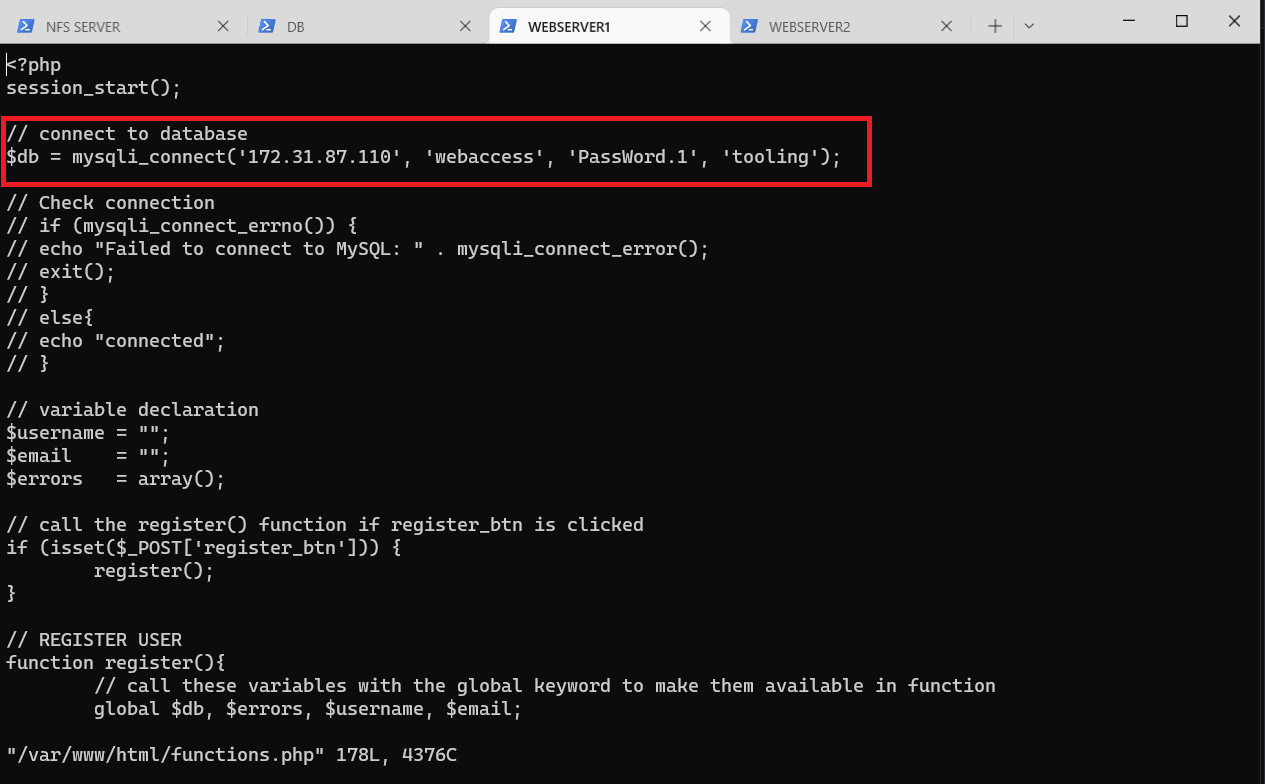 NFS SERVER
DB
WEBSERVER1
WEBSERVER2
<?php
session_start();
// connect to database
$db = mysqli_connect('172.31.87.110', 'webaccess', 'PassWord.1', 'tooling');
// Check connection
// if (mysqli_connect_errno()) {
// echo "Failed to connect to MySQL: " . mysqli_connect_error();
// exit();
// }
// else{
// echo "connected";
// }
// variable declaration
$username = "";
$email    = "";
$errors   = array();
// call the register() function if register_btn is clicked
if (isset($_POST['register_btn'])) {
        register();
}
// REGISTER USER
function register(){
        // call these variables with the global keyword to make them available in function
        global $db, $errors, $username, $email;
"/var/www/html/functions.php" 178L, 4376C